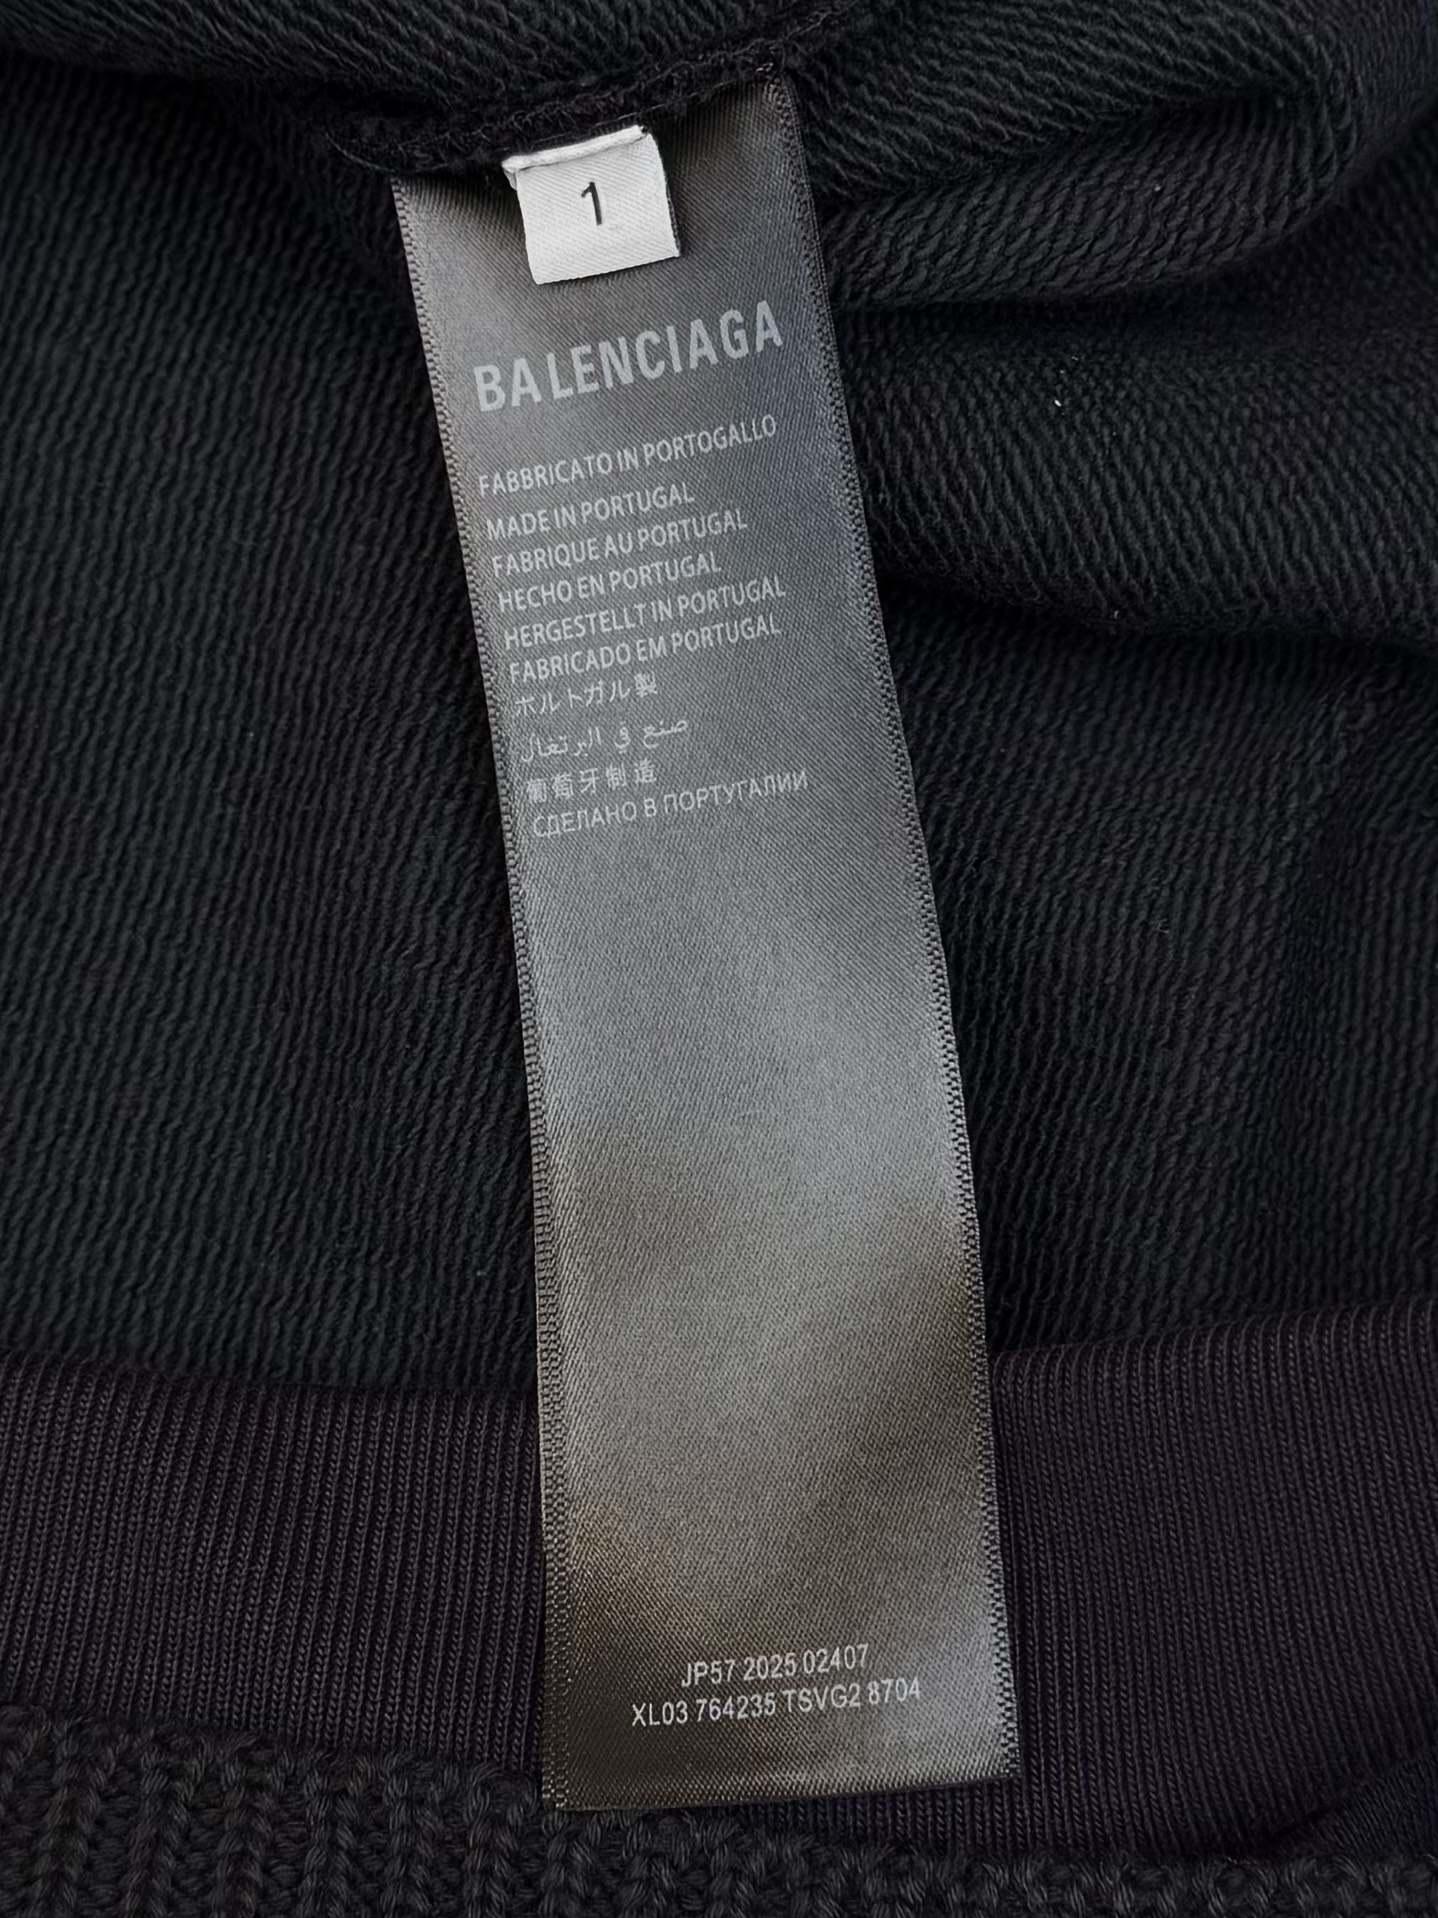 1
BALENCIAGA
FABBRICATO IN PORTOGALLO
MADE IN PORTUGAL
FABRIQUE AU PORTUGAL
HECHO EN PORTUGAL
HERGESTELLT IN PORTUGAL
FABRICADO EM PORTUGAL
ホルトガル製
صنع في البرتغال
葡萄牙制造
СДЕЛАНО В ПОРТУГАЛИИ
JP57 2025 02407
XL03 764235 TSVG2 8704